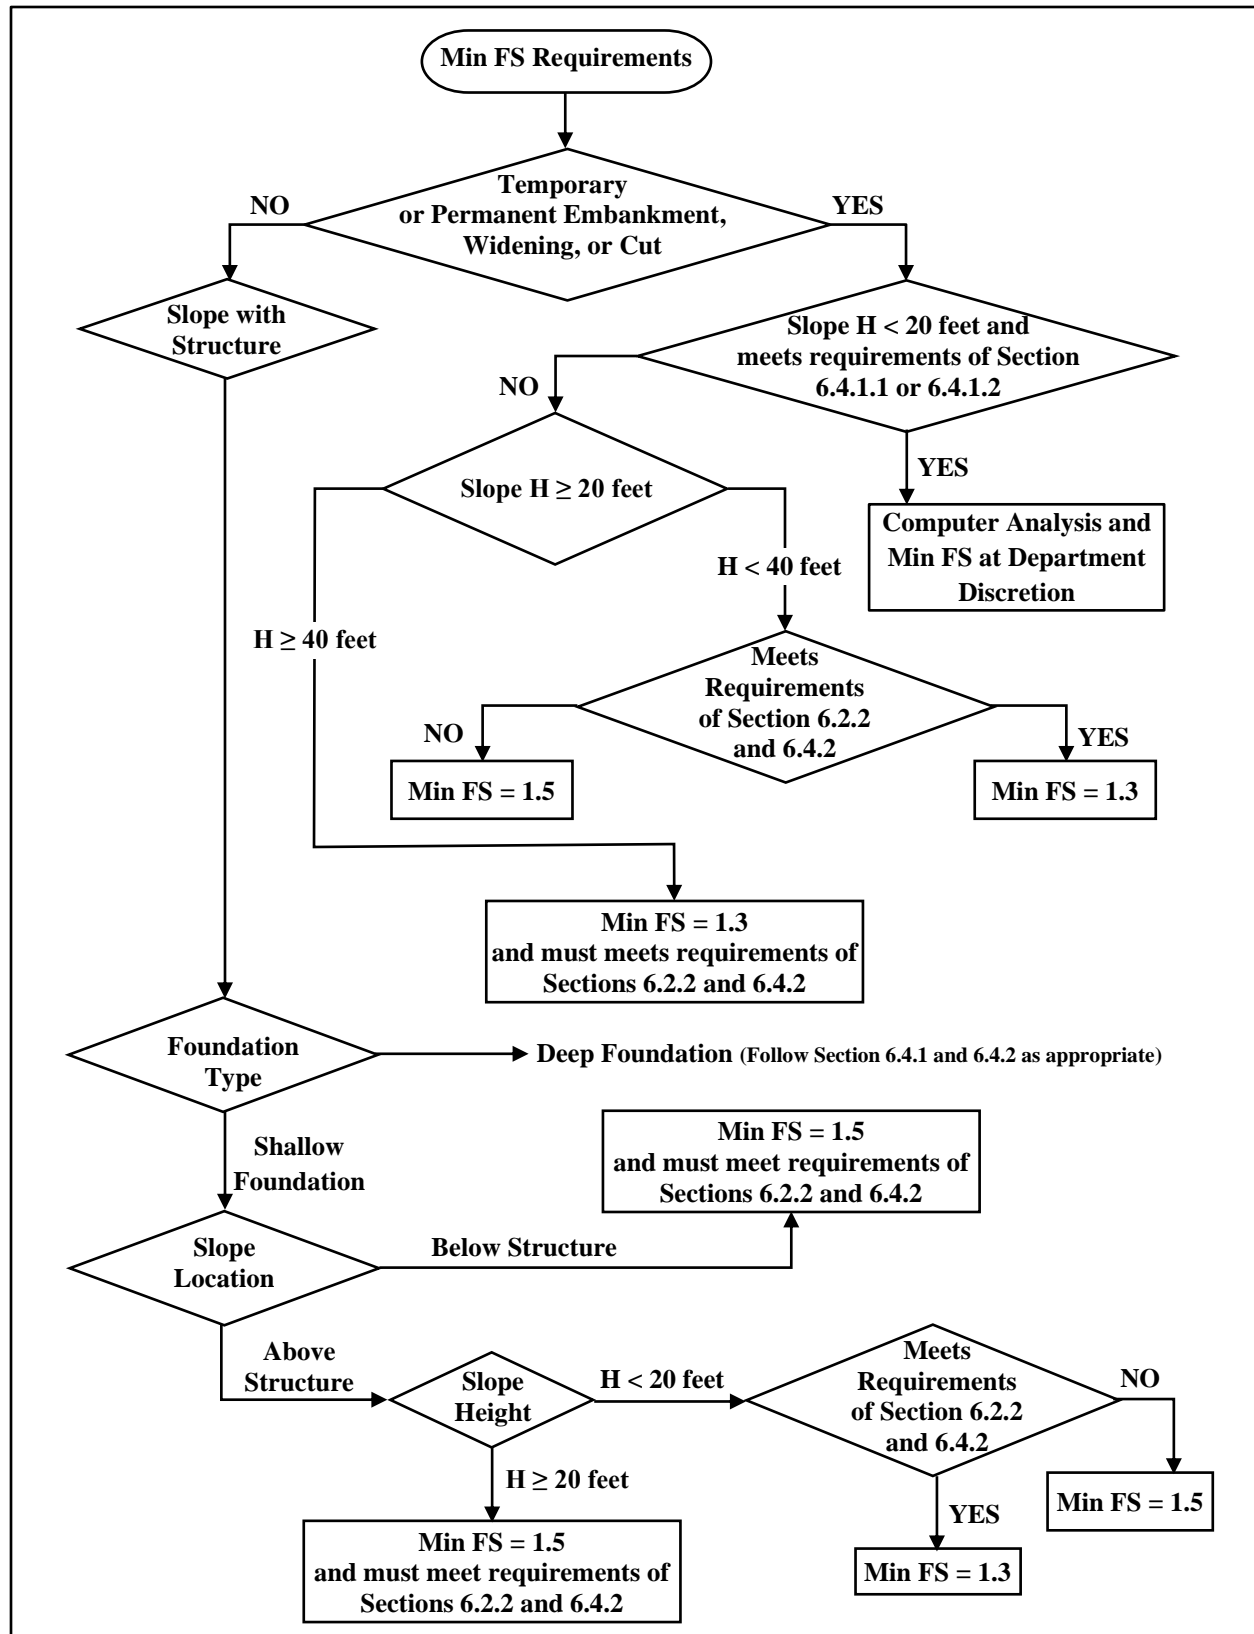 Min FS Requirements
Temporary
or Permanent Embankment,
Widening, or Cut
NO
YES
Slope with
Structure
Slope H < 20 feet and
meets requirements of Section
6.4.1.1 or 6.4.1.2
NO
YES
Slope H ≥ 20 feet
Computer Analysis and
Min FS at Department
Discretion
H < 40 feet
H ≥ 40 feet
Meets
Requirements
of Section 6.2.2
and 6.4.2
NO
YES
Min FS = 1.5
Min FS = 1.3
Min FS = 1.3
and must meets requirements of
Sections 6.2.2 and 6.4.2
Foundation
Type
Deep Foundation (Follow Section 6.4.1 and 6.4.2 as appropriate)
Shallow
Foundation
Min FS = 1.5
and must meet requirements of
Sections 6.2.2 and 6.4.2
Slope
Location
Below Structure
Above
Structure
Slope
Height
H < 20 feet
Meets
Requirements
of Section 6.2.2
and 6.4.2
NO
H ≥ 20 feet
YES
Min FS = 1.5
Min FS = 1.5
and must meet requirements of
Sections 6.2.2 and 6.4.2
Min FS = 1.3